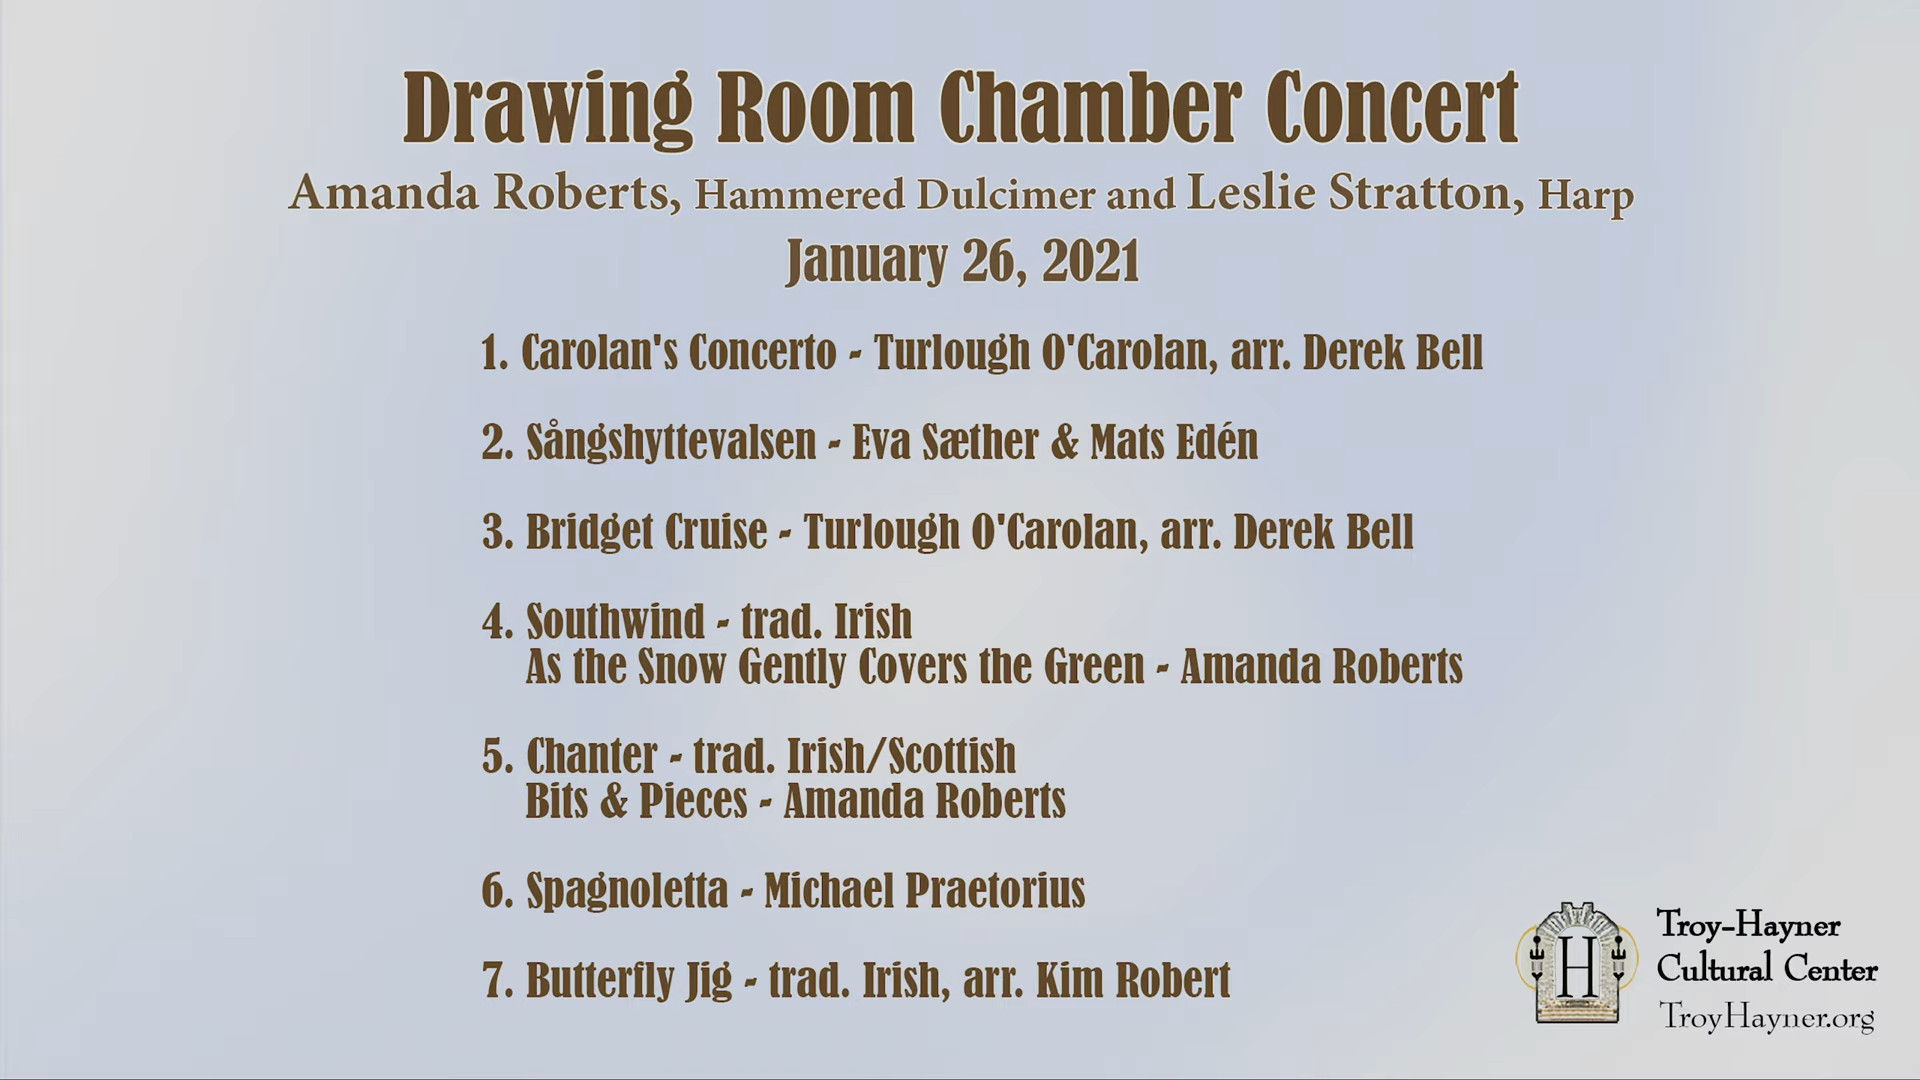 Drawing Room Chamber Concert
Amanda Roberts, Hammered Dulcimer and Leslie Stratton, Harp
January 26, 2021
1. Carolan's Concerto - Turlough O'Carolan, arr. Derek Bell
2. Sångshyttevalsen - Eva Sæther & Mats Edén
3. Bridget Cruise - Turlough O'Carolan, arr. Derek Bell
4. Southwind - trad. Irish
As the Snow Gently Covers the Green - Amanda Roberts
5. Chanter - trad. Irish/Scottish
Bits & Pieces - Amanda Roberts
6. Spagnoletta - Michael Praetorius
7. Butterfly Jig - trad. Irish, arr. Kim Robert
H
Troy-Hayner
Cultural Center
TroyHayner.org